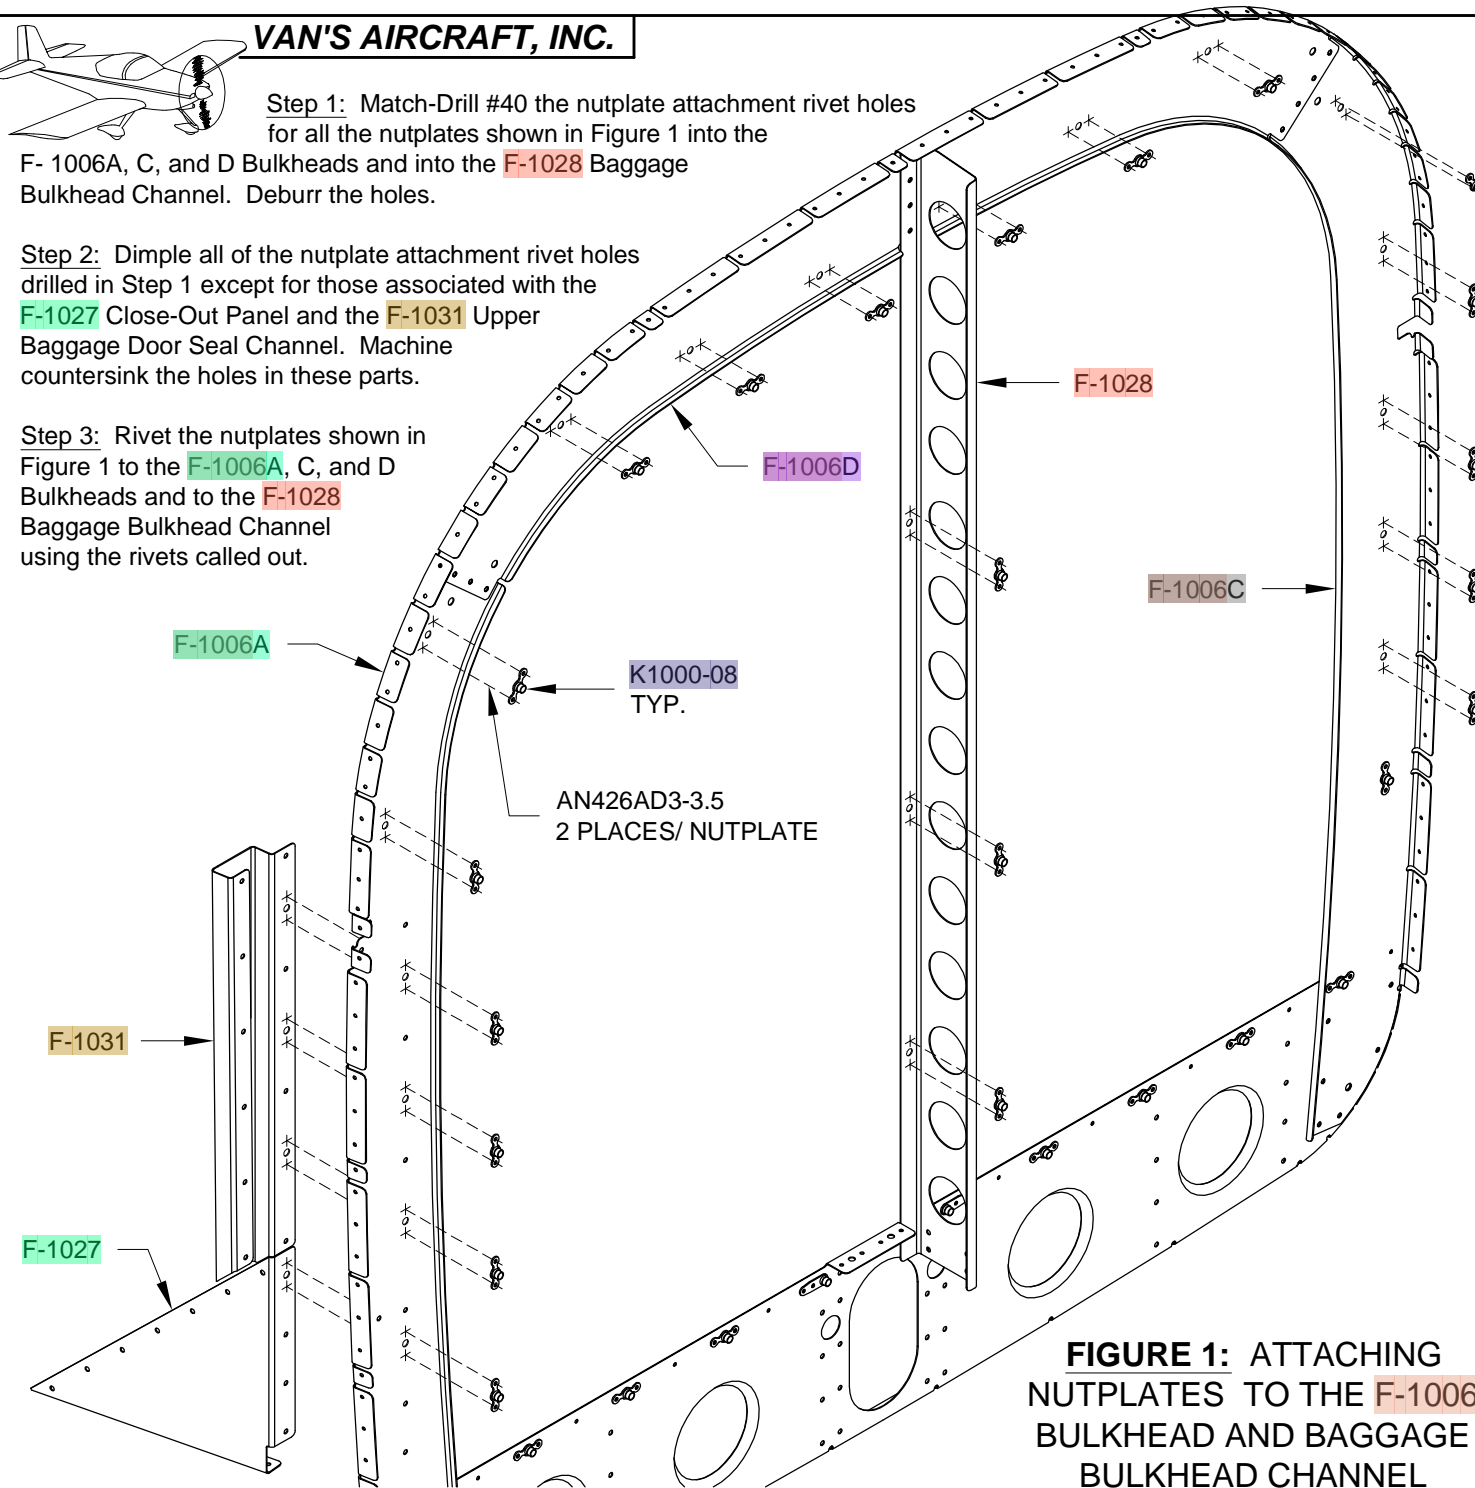 VAN'S AIRCRAFT, INC.
Step 1: Match-Drill #40 the nutplate attachment rivet holes
for all the nutplates shown in Figure 1 into the
F- 1006A, C, and D Bulkheads and into the F-1028 Baggage
Bulkhead Channel. Deburr the holes.
Step 2: Dimple all of the nutplate attachment rivet holes
drilled in Step 1 except for those associated with the
F-1027 Close-Out Panel and the F-1031 Upper
Baggage Door Seal Channel. Machine
countersink the holes in these parts.
Step 3: Rivet the nutplates shown in
Figure 1 to the F-1006A, C, and D
Bulkheads and to the F-1028
Baggage Bulkhead Channel
using the rivets called out.
F-1028
F-1006D
F-1006C
F-1006A
K1000-08
TYP.
AN426AD3-3.5
2 PLACES/ NUTPLATE
F-1031
F-1027
FIGURE 1: ATTACHING
NUTPLATES TO THE F-1006
BULKHEAD AND BAGGAGE
BULKHEAD CHANNEL